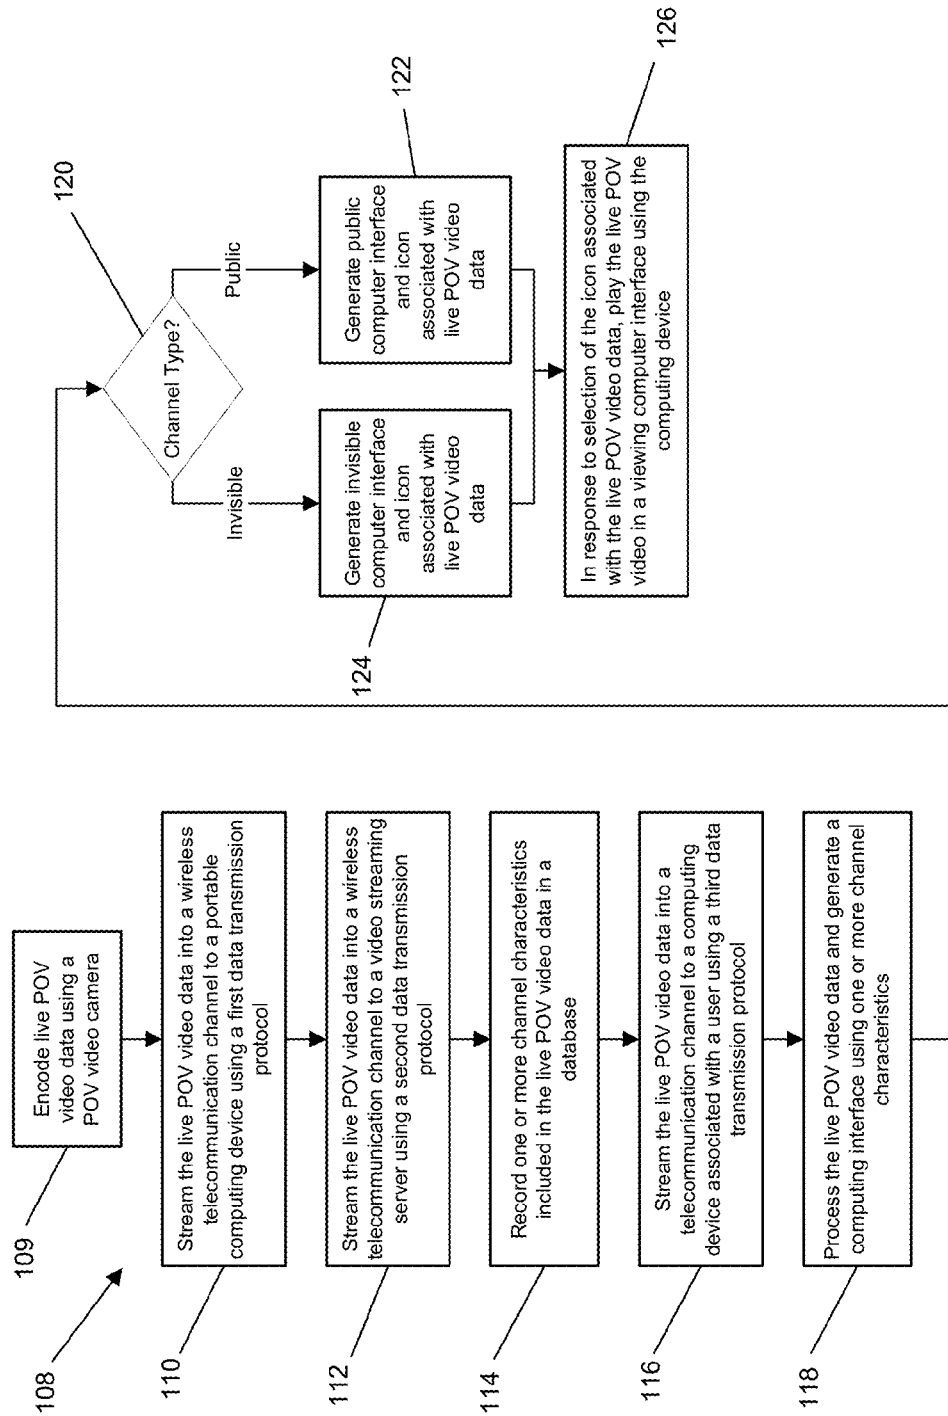 108
109
Encode live POV
video data using a
POV video camera
110
Stream the live POV video data into a wireless
telecommunication channel to a portable
computing device using a first data transmission
protocol
112
Stream the live POV video data into a wireless
telecommunication channel to a video streaming
server using a second data transmission
protocol
114
Record one or more channel characteristics
included in the live POV video data in a
database
116
Stream the live POV video data into a
telecommunication channel to a computing
device associated with a user using a third data
transmission protocol
118
Process the live POV video data and generate a
computing interface using one or more channel
characteristics
120
Channel Type?
Invisible
Public
124
Generate invisible
computer interface
and icon
associated with
live POV video
data
122
Generate public
computer interface
and icon
associated with
live POV video
data
126
In response to selection of the icon associated
with the live POV video data, play the live POV
video in a viewing computer interface using the
computing device